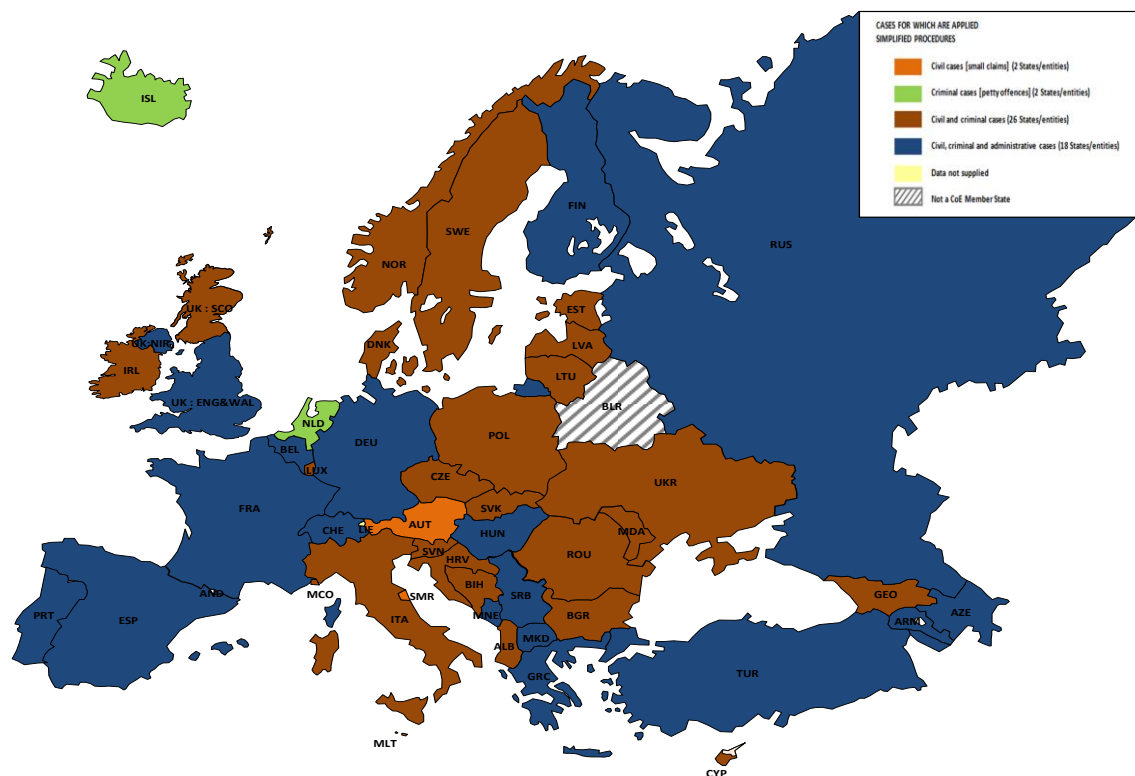 CASES FOR WHICH ARE APPLIED
SIMPLIFIED PROCEDURES
Civil cases [small claims] (2 States/entities)
Criminal cases [petty offences] (2 States/entities)
Civil and criminal cases (26 States/entities)
Civil, criminal and administrative cases (18 States/entities)
Data not supplied
Not a CoE Member State
ISL
FIN
SWE
RUS
NOR
UK : SCO
EST
DNK
LVA
UK:NIR
IRL
LTU
UK : ENG&WAL
BLR
NLD
POL
DEU
BEL
LUX
CZE
UKR
FRA
SVK
AUT
CHE
LIE
HUN
MDA
SVN
ROU
HRV
BIH
AND
MCO
SMR
SRB
GEO
PRT
ESP
ITA
MNE
BGR
AZE
ARM
MKD
ALB
GRC
TUR
MLT
CYP